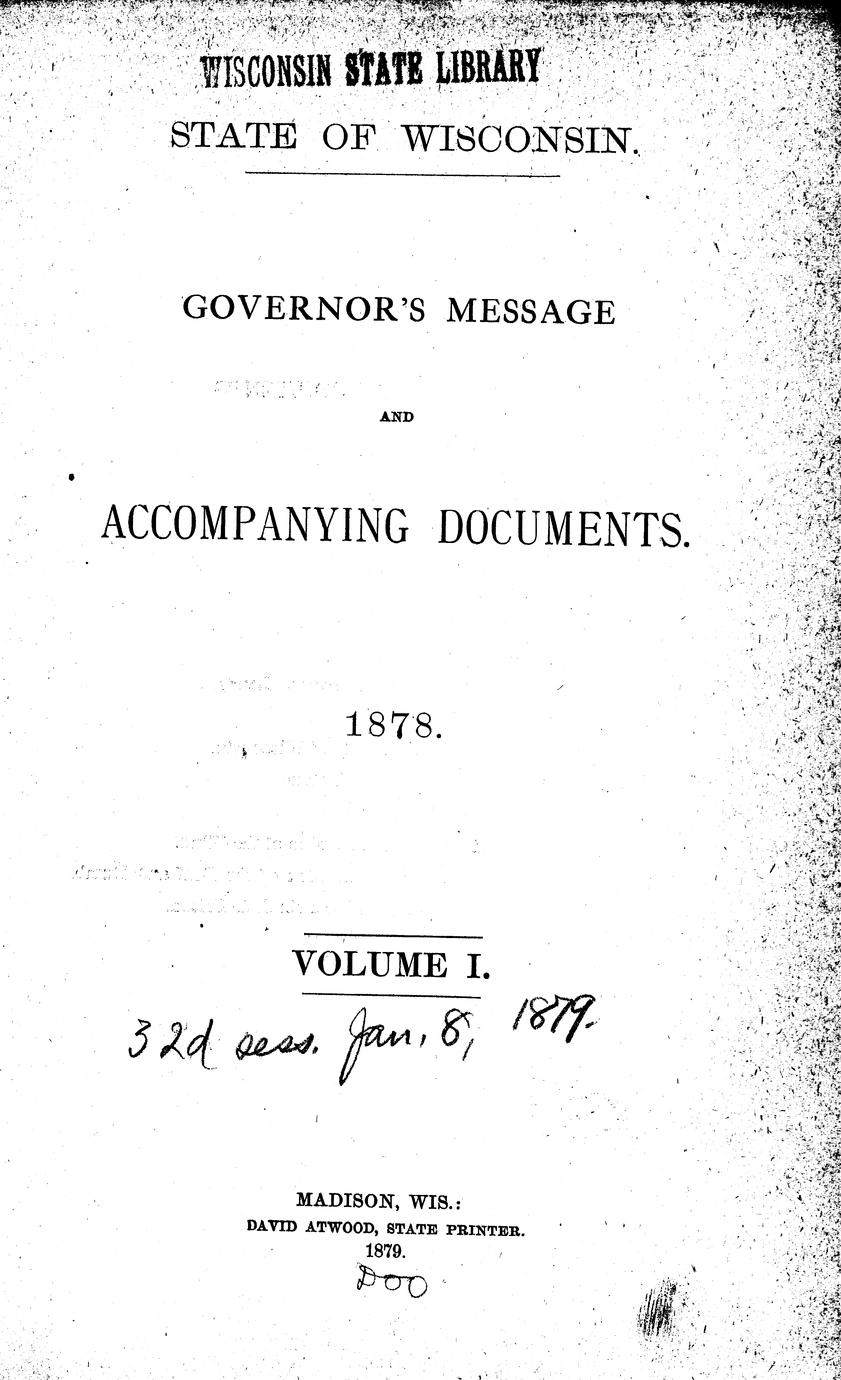 WISCONSIN STATE LIBRARY
STATE OF WISCONSIN.
GOVERNOR'S MESSAGE
AND
ACCOMPANYING DOCUMENTS.
1878.
VOLUME I.
32d sess. Jan. 8, 1879.
MADISON, WIS.:
DAVID ATWOOD, STATE PRINTER.
1879.